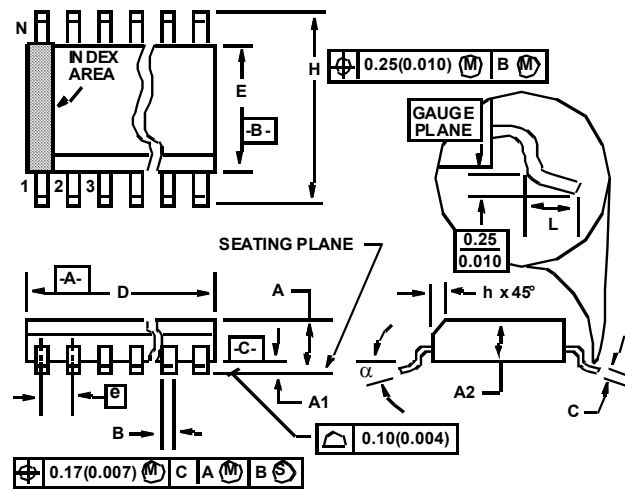 N
INDEX
AREA
E
-B-
H
1 2 3
0.25(0.010) M B M
GAUGE
PLANE
L
0.25
0.010
SEATING PLANE
-A-
D
A
h x 45°
-C-
e
B
A1
α
A2
C
0.10(0.004)
0.17(0.007) M C A M B S